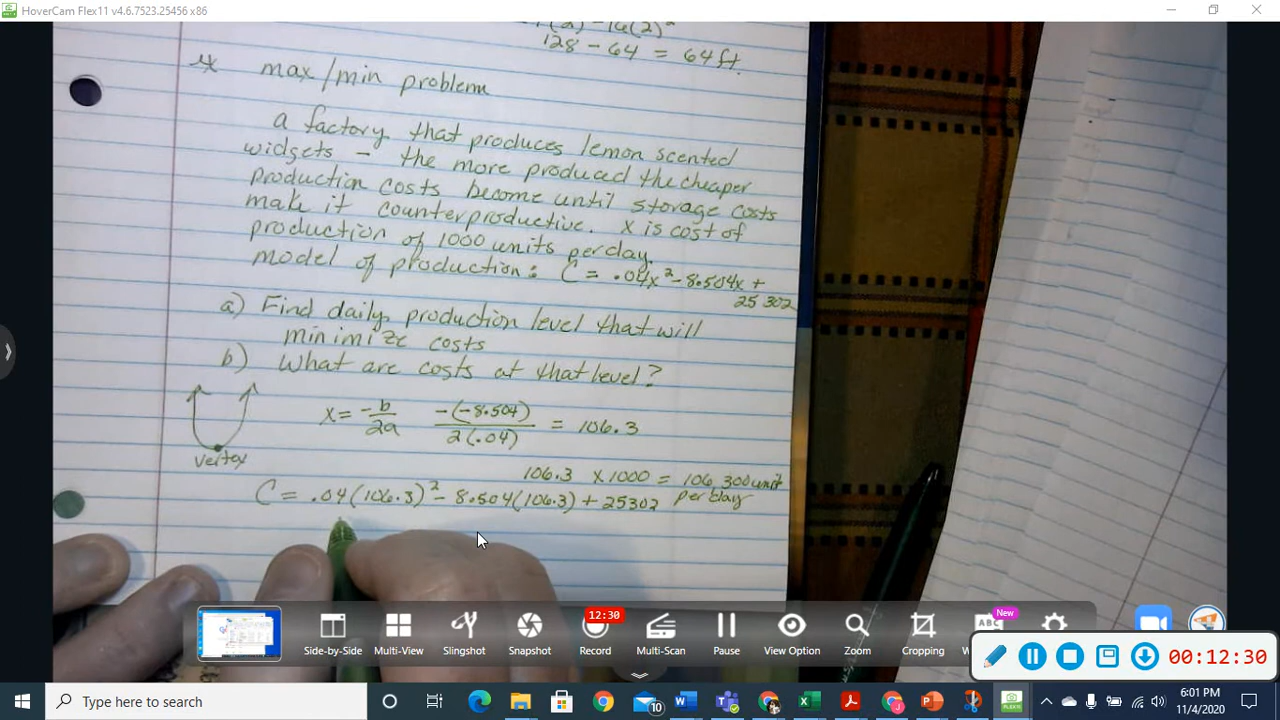 HoverCam Flex11 v4.6.7523.25456 x86
128 - 64 = 64 ft.
* max/min problem
a factory that produces lemon scented
widgets - the more produced the cheaper
production costs become until storage costs
make it counterproductive. x is cost of
production of 1000 units per day.
model of production: C = .04x² - 8.504x +
25 302
a) Find daily production level that will
minimize costs
b) What are costs at that level?
x = -b/2a -(-8.504)/2(.04) = 106.3
vertex
106.3 x 1000 = 106 300 unit
per day
C = .04(106.3)² - 8.504(106.3) + 25302
12:30
New
ABC
Side-by-Side Multi-View Slingshot Snapshot Record Multi-Scan Pause View Option Zoom Cropping
00:12:30
Type here to search
10
6:01 PM
11/4/2020